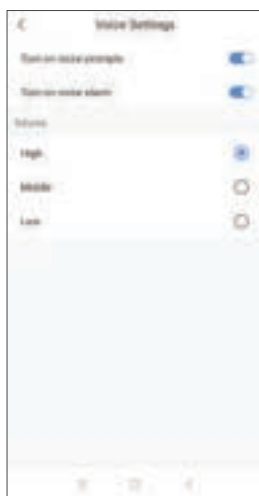 Voice Settings
Turn on voice prompts
Turn on voice alarm
Volume
High
Middle
Low